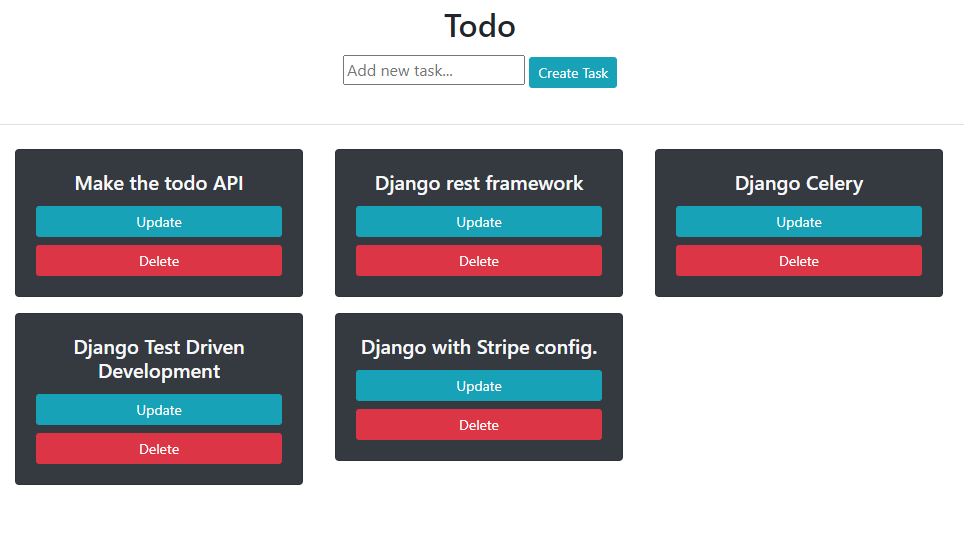 Todo
Add new task...
Create Task
Make the todo API
Update
Delete
Django rest framework
Update
Delete
Django Celery
Update
Delete
Django Test Driven
Development
Update
Delete
Django with Stripe config.
Update
Delete